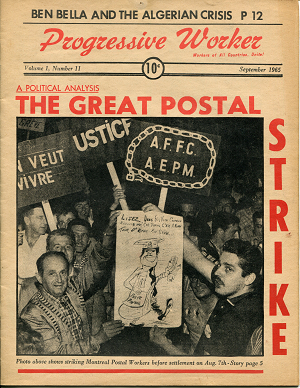 BEN BELLA AND THE ALGERIAN CRISIS P 12
Progressive Worker
Workers of All Countries, Unite!
Volume 1, Number 11
10¢
September 1965
A POLITICAL ANALYSIS
THE GREAT POSTAL
STRIKE
N VEUT
VIVRE
USTICE
A.F.F.C.
A.E.P.M.
Photo above shows striking Montreal Postal Workers before settlement on Aug. 7th - Story page 5